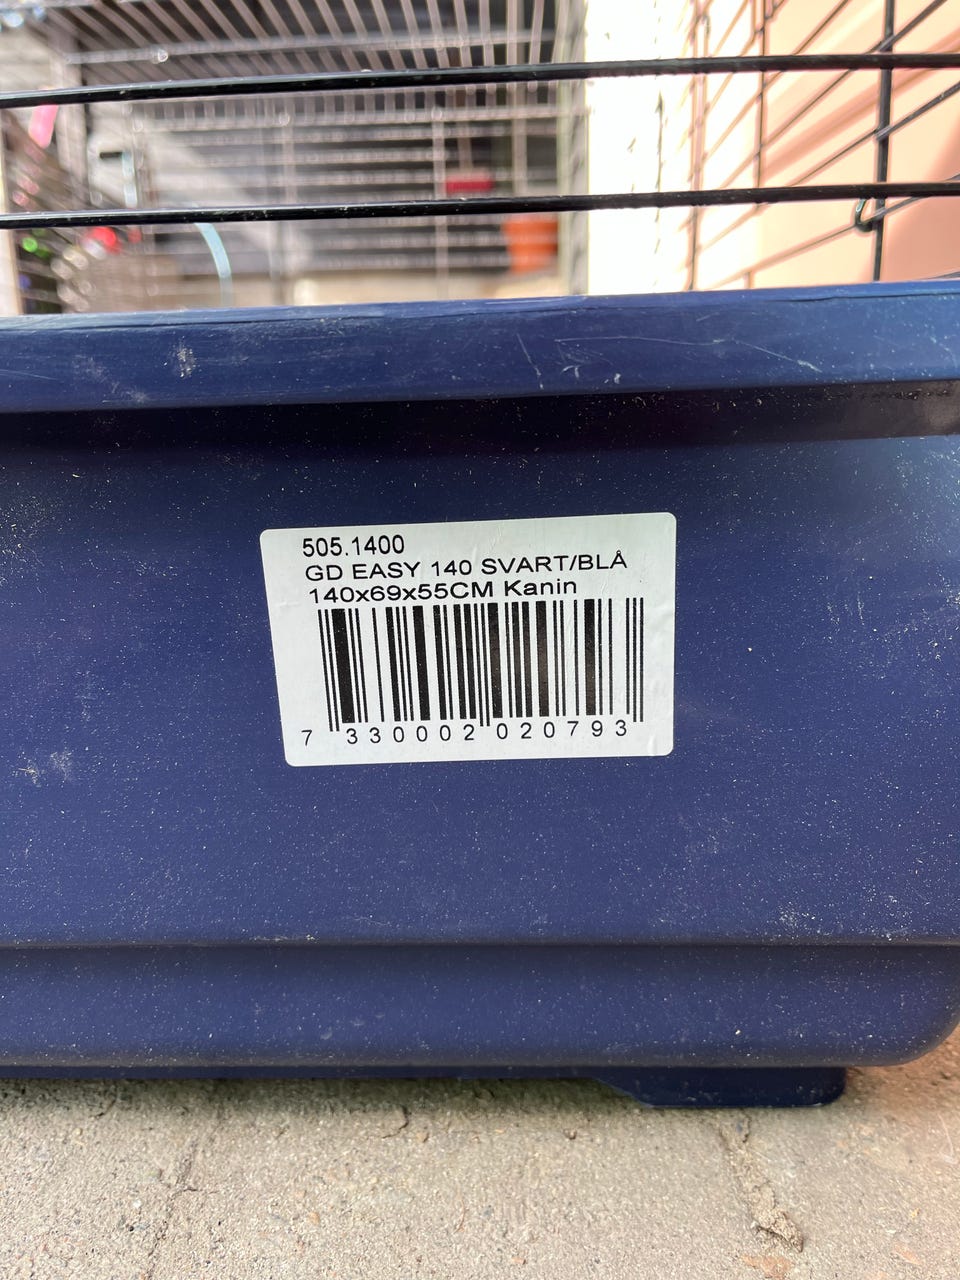 505.1400
GD EASY 140 SVART/BLÅ
140x69x55CM Kanin
7 330002 020793